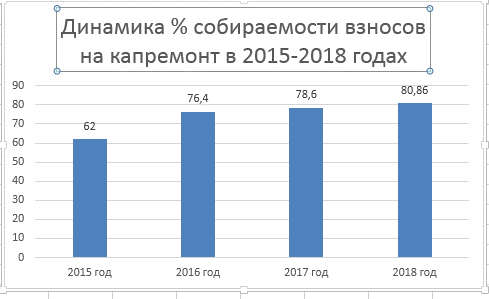 Динамика % собираемости взносов
на капремонт в 2015-2018 годах
90
80
70
60
50
40
30
20
10
0
62
76,4
78,6
80,86
2015 год
2016 год
2017 год
2018 год